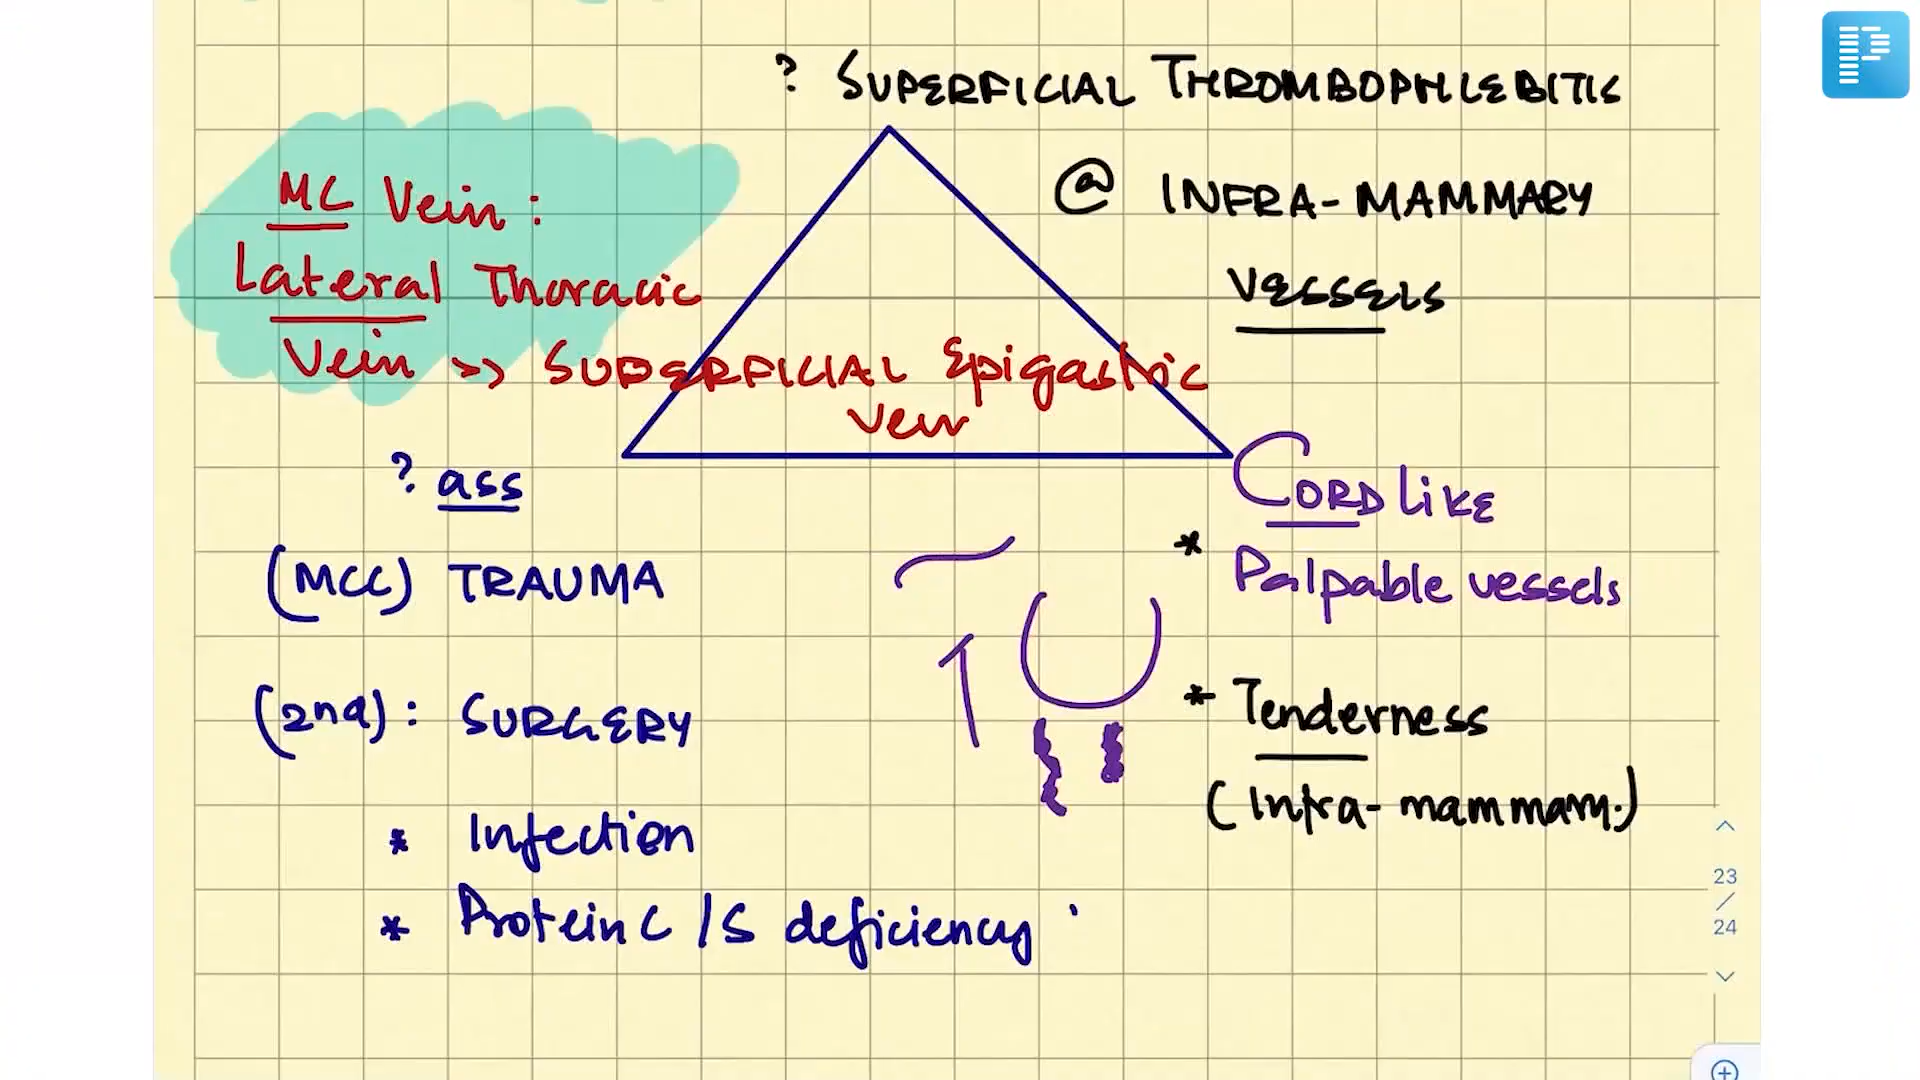 ? SUPERFICIAL THROMBOPHLEBITIS
@ INFRA-MAMMARY
VESSELS
MC Vein :
Lateral Thoracic
Vein >> SUPERFICIAL Epigastric
Vein
? ass
(MCC) TRAUMA
(2nd) : SURGERY
* Infection
* Protein C / S deficiency
CORD LIKE
* Palpable vessels
* Tenderness
(Infra-mammary.)
23
/
24
P